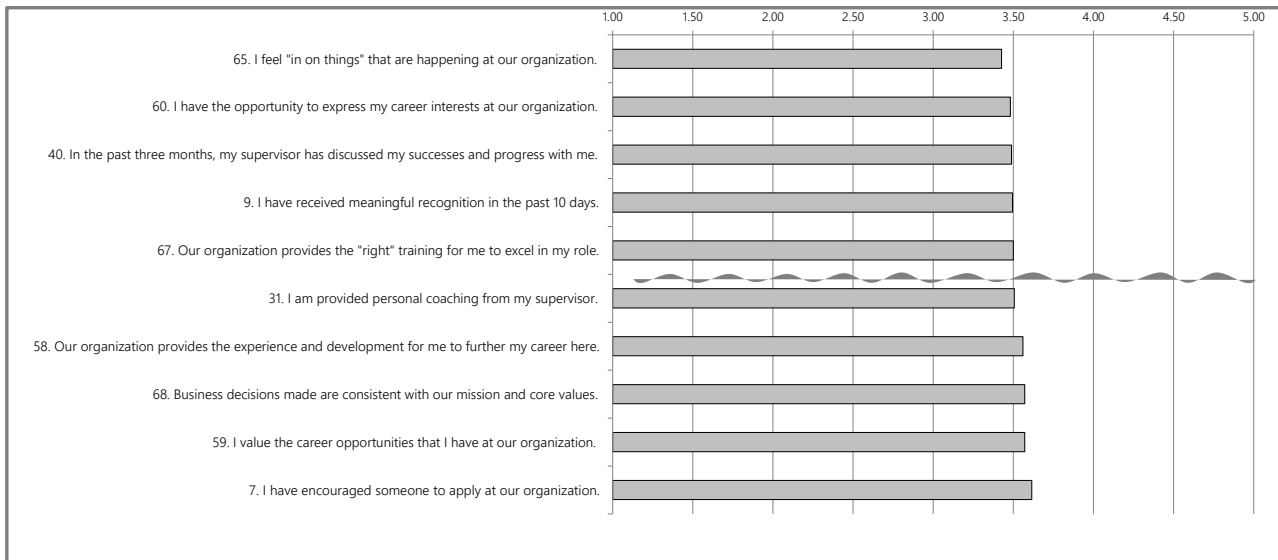 1.00 1.50 2.00 2.50 3.00 3.50 4.00 4.50 5.00
65. I feel "in on things" that are happening at our organization.
60. I have the opportunity to express my career interests at our organization.
40. In the past three months, my supervisor has discussed my successes and progress with me.
9. I have received meaningful recognition in the past 10 days.
67. Our organization provides the "right" training for me to excel in my role.
31. I am provided personal coaching from my supervisor.
58. Our organization provides the experience and development for me to further my career here.
68. Business decisions made are consistent with our mission and core values.
59. I value the career opportunities that I have at our organization.
7. I have encouraged someone to apply at our organization.